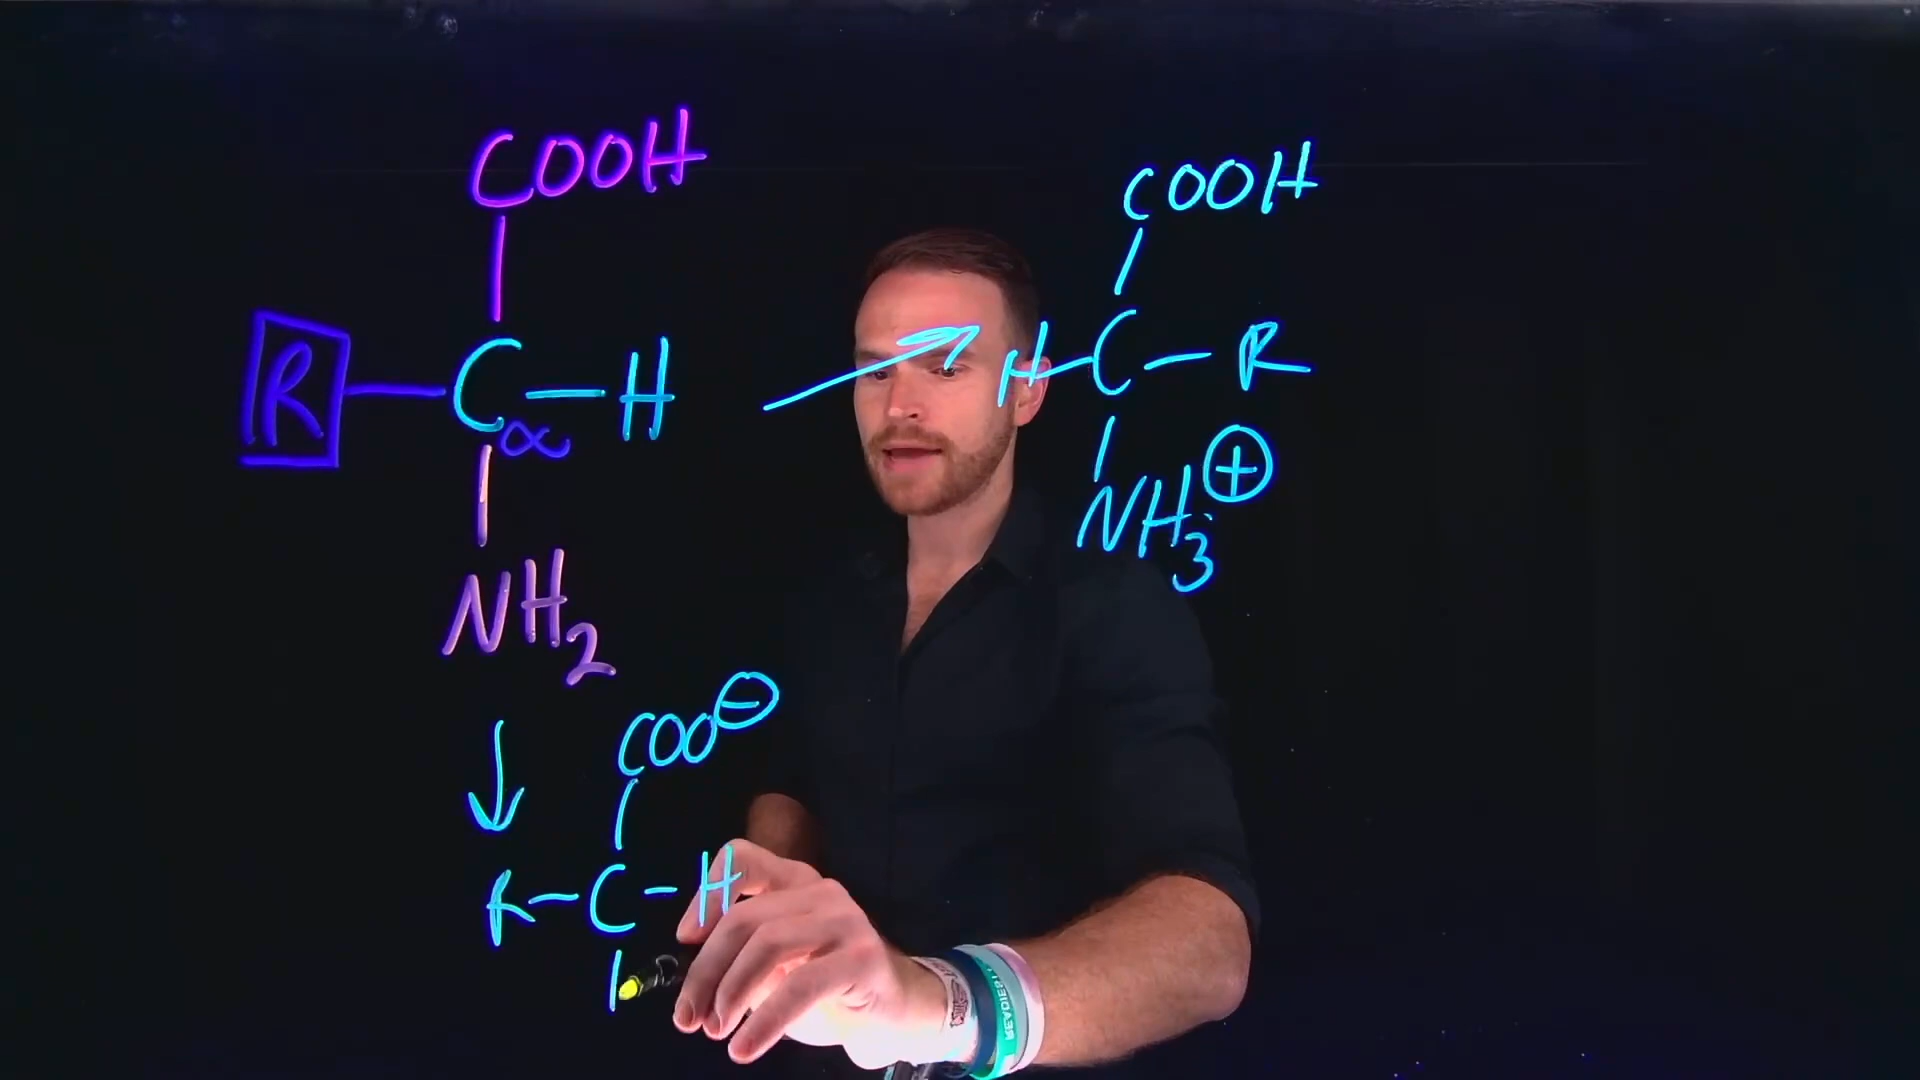 COOH
R-C-H
∝
NH2
COOH
H-C-R
NH3+
COO-
R-C-H